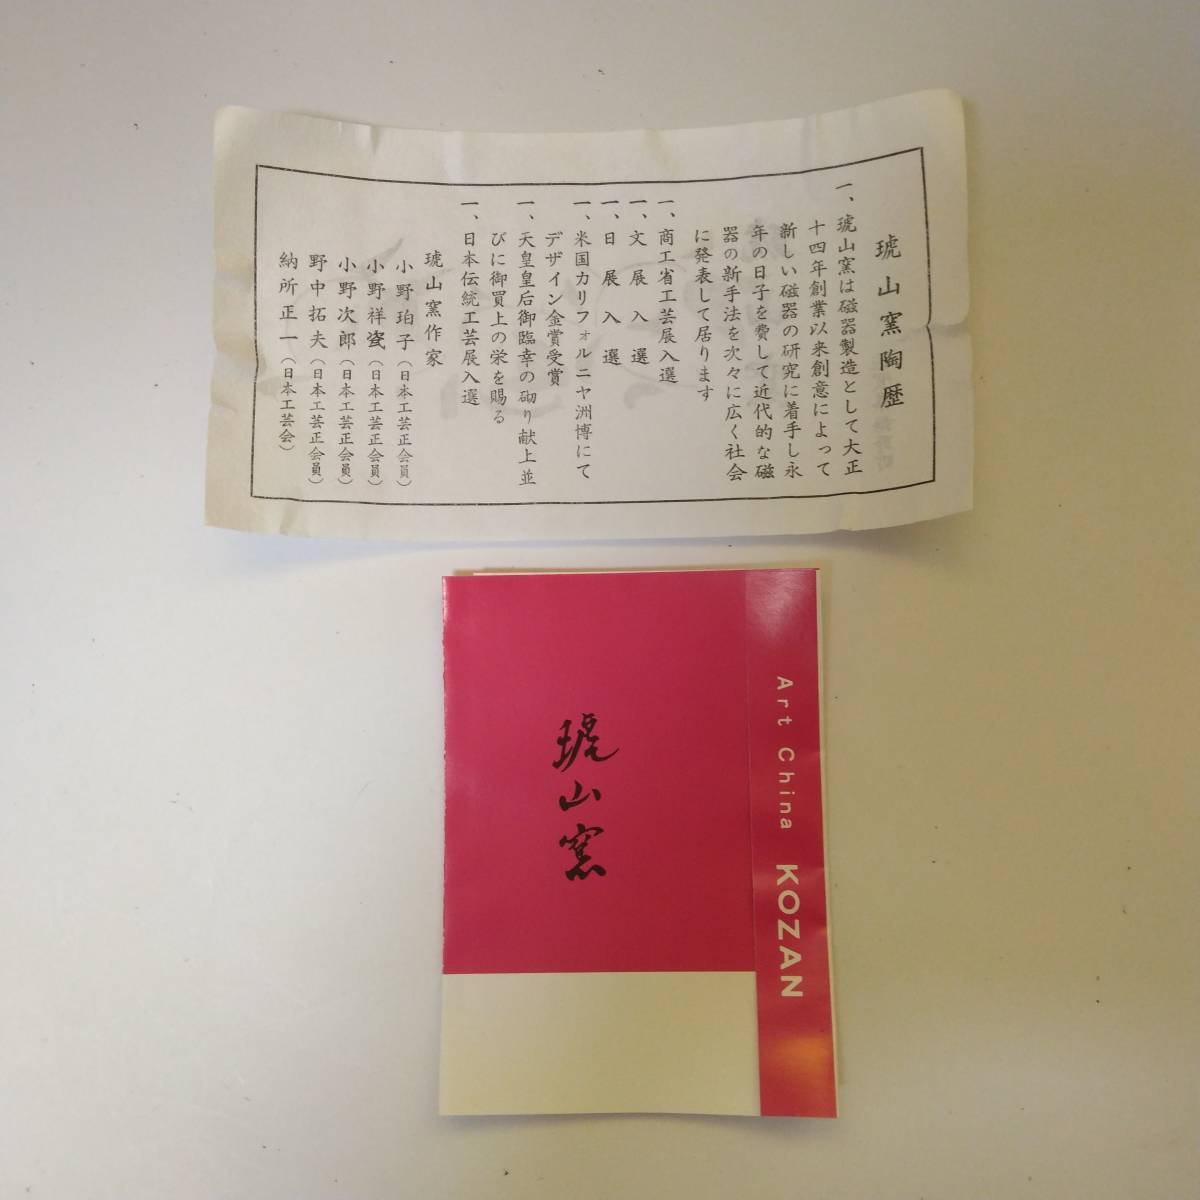 琥山窯陶歴
一、琥山窯は磁器製造として大正
十四年創業以来創意によって
新しい磁器の研究に着手し永
年の日子を費して近代的な磁
器の新手法を次々に広く社会
に発表して居ります
一、商工省工芸展入選
一、文展入選
一、日展入選
一、米国カリフォルニヤ洲博にて
デザイン金賞受賞
一、天皇皇后御臨幸の砌り献上並
びに御買上の栄を賜る
一、日本伝統工芸展入選
琥山窯作家
小野珀子（日本工芸正会員）
小野祥瓷（日本工芸正会員）
小野次郎（日本工芸正会員）
野中拓夫（日本工芸正会員）
納所正一（日本工芸会）
琥山窯
Art China KOZAN